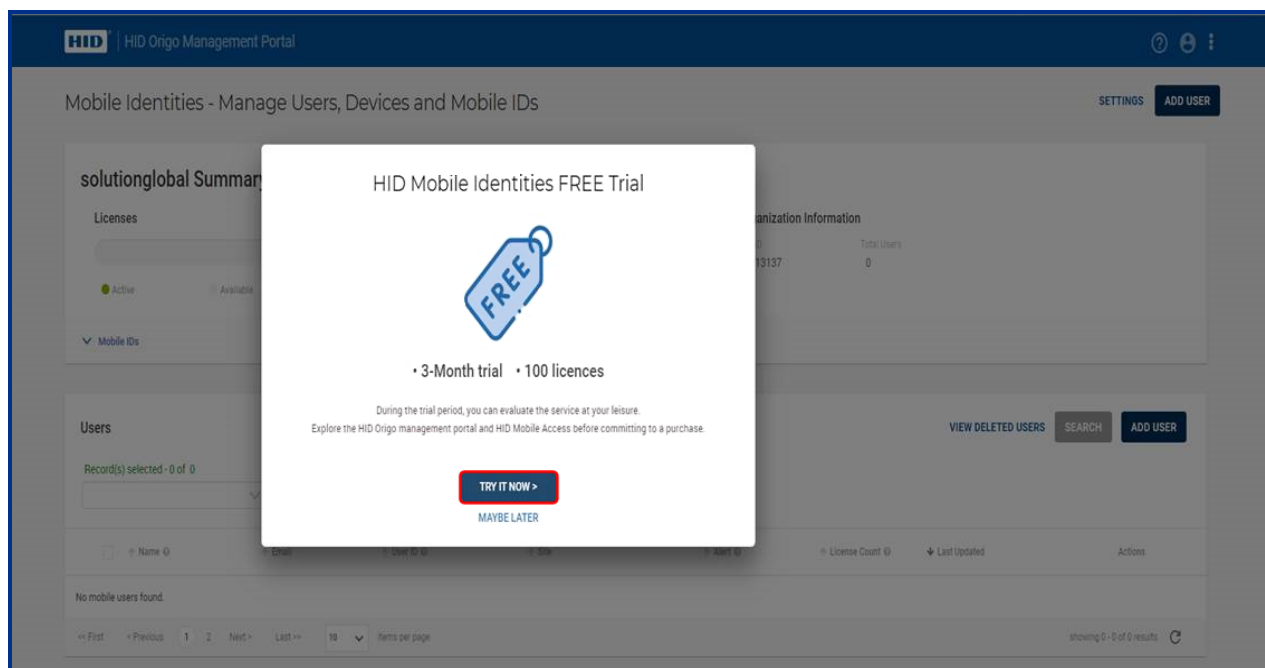 HID HID Origo Management Portal
Mobile Identities - Manage Users, Devices and Mobile IDs
SETTINGS
ADD USER
solutionglobal Summary
HID Mobile Identities FREE Trial
Licenses
anization Information
Total Users
13137
0
FREE
Active
Available
Mobile IDs
• 3-Month trial • 100 licences
During the trial period, you can evaluate the service at your leisure.
Explore the HID Origo management portal and HID Mobile Access before committing to a purchase.
Users
VIEW DELETED USERS
SEARCH
ADD USER
Record(s) selected - 0 of 0
TRY IT NOW >
MAYBE LATER
Name
Email
User ID
Site
Alert
License Count
Last Updated
Actions
No mobile users found.
<< First
< Previous
1
2
Next >
Last >>
10
items per page
showing 0 - 0 of 0 results